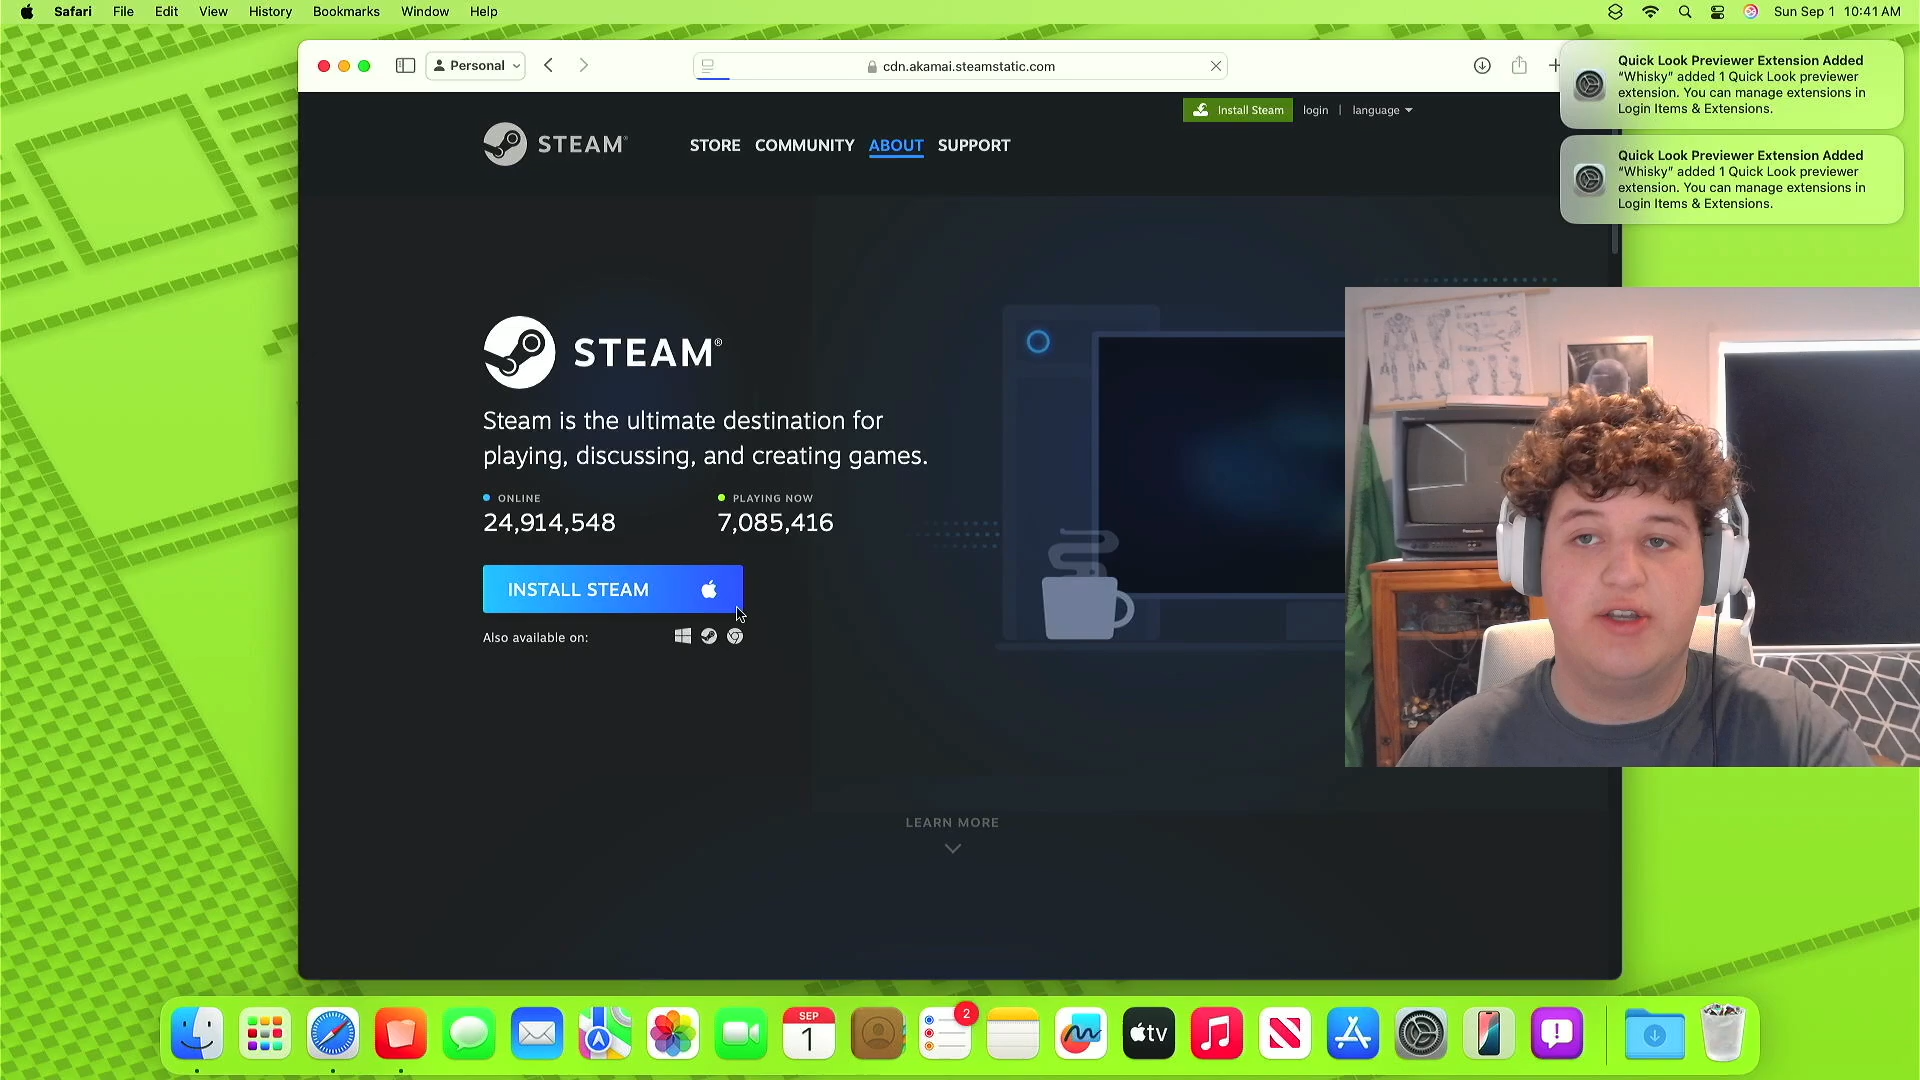 Safari File Edit View History Bookmarks Window Help
Sun Sep 1 10:41 AM
Personal
cdn.akamai.steamstatic.com
Quick Look Previewer Extension Added
“Whisky” added 1 Quick Look previewer
extension. You can manage extensions in
Login Items & Extensions.
Quick Look Previewer Extension Added
“Whisky” added 1 Quick Look previewer
extension. You can manage extensions in
Login Items & Extensions.
Install Steam login | language
STEAM®
STORE COMMUNITY ABOUT SUPPORT
STEAM®
Steam is the ultimate destination for
playing, discussing, and creating games.
ONLINE PLAYING NOW
24,914,548 7,085,416
INSTALL STEAM
Also available on:
LEARN MORE
Panasonic
SEP
1
2
tv